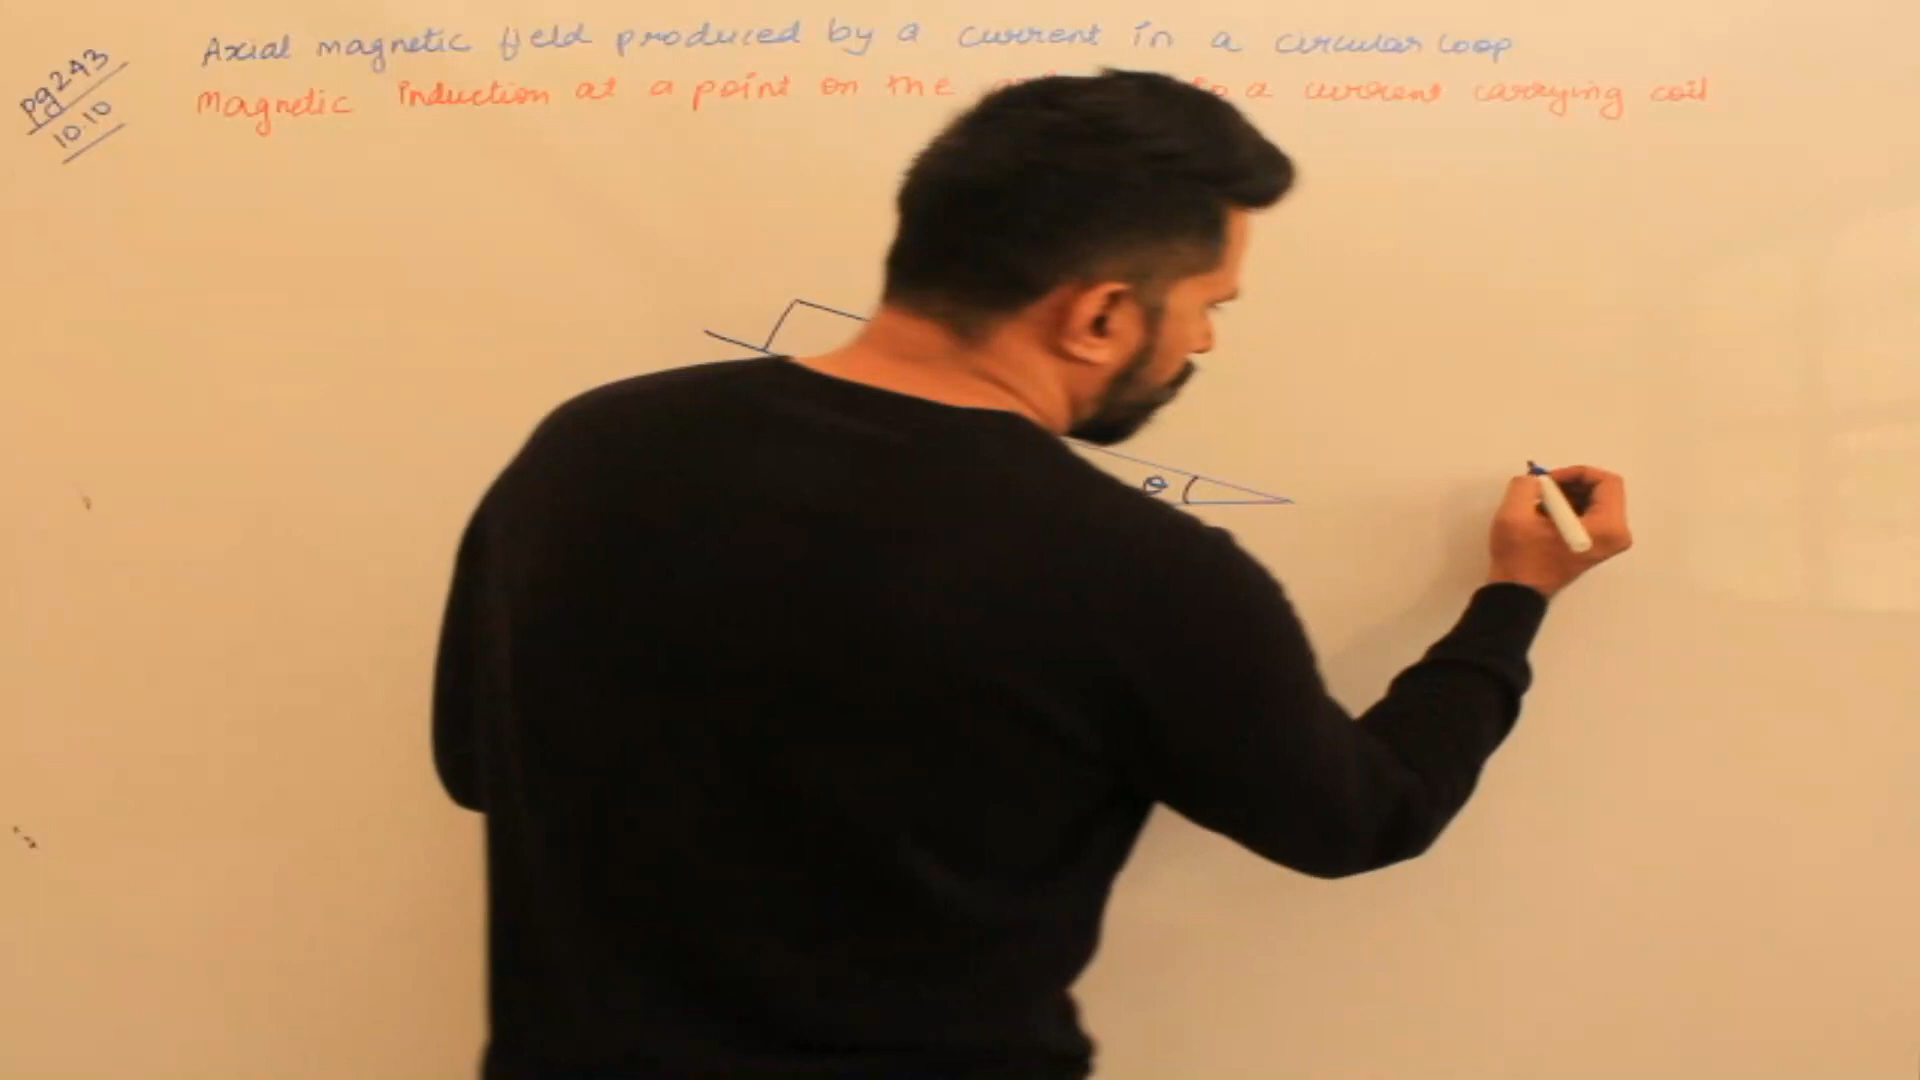 pg 243
10.10
Axial magnetic field produced by a current in a circular loop
Magnetic Induction at a point on the to a current carrying coil
θ